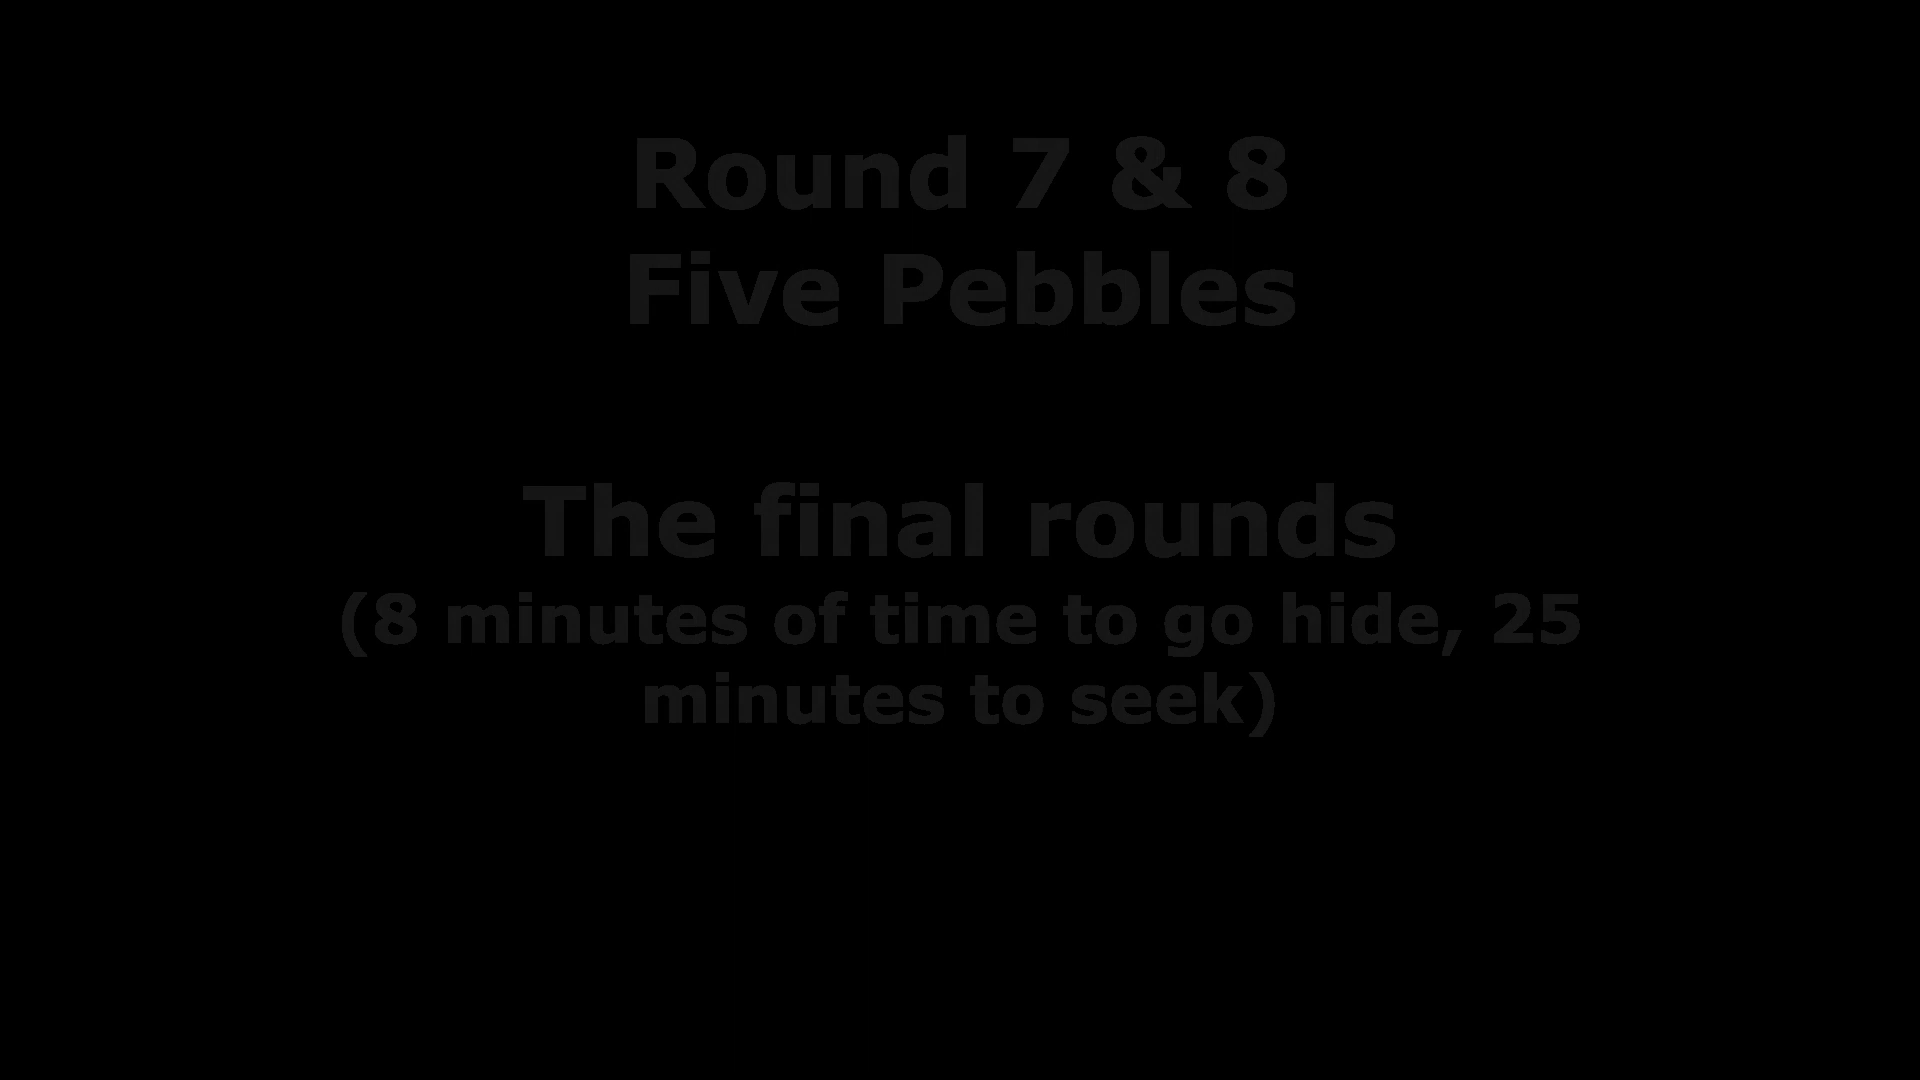 Round 7 & 8
Five Pebbles
The final rounds
(8 minutes of time to go hide, 25
minutes to seek)